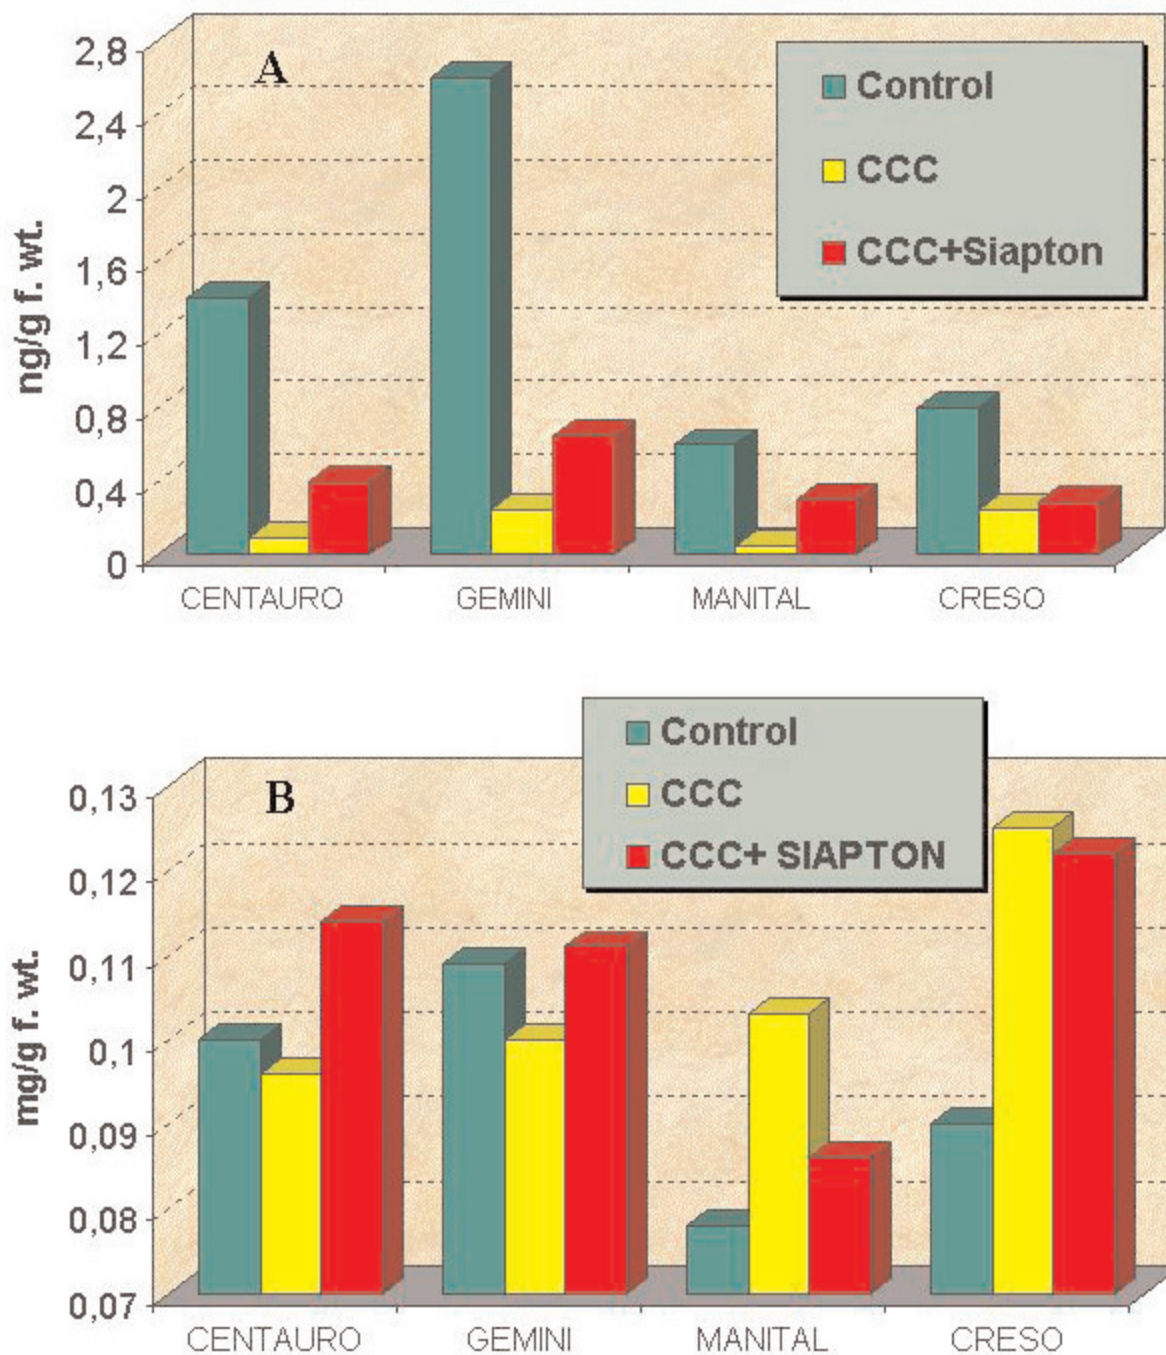 A
2,8
2,4
2
1,6
1,2
0,8
0,4
0
ng/g f. wt.
Control
CCC
CCC+Siapton
CENTAURO GEMINI MANITAL CRESO
B
0,13
0,12
0,11
0,1
0,09
0,08
0,07
mg/g f. wt.
Control
CCC
CCC+ SIAPTON
CENTAURO GEMINI MANITAL CRESO